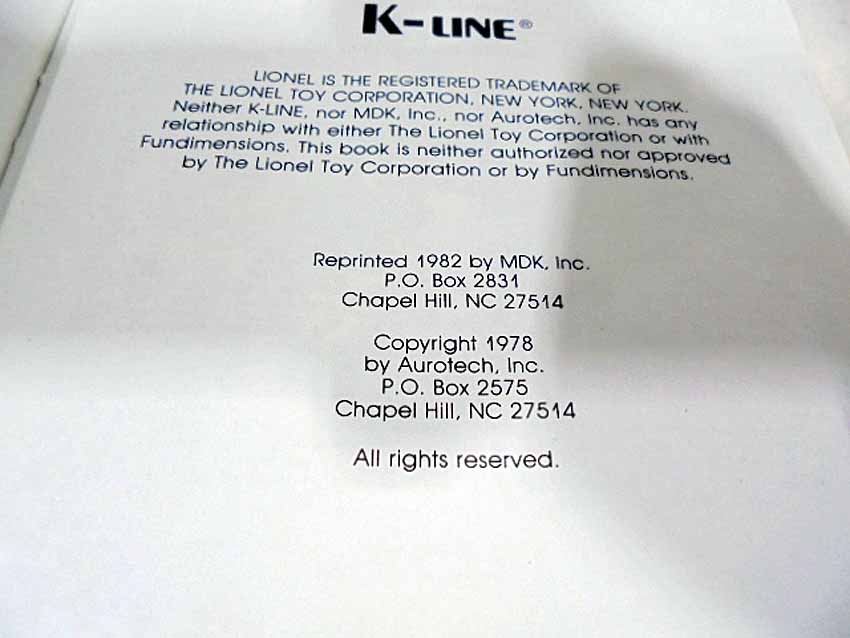 K-LINE®
LIONEL IS THE REGISTERED TRADEMARK OF
THE LIONEL TOY CORPORATION, NEW YORK, NEW YORK.
Neither K-LINE, nor MDK, Inc., nor Aurotech, Inc. has any
relationship with either The Lionel Toy Corporation or with
Fundimensions. This book is neither authorized nor approved
by The Lionel Toy Corporation or by Fundimensions.
Reprinted 1982 by MDK, Inc.
P.O. Box 2831
Chapel Hill, NC 27514
Copyright 1978
by Aurotech, Inc.
P.O. Box 2575
Chapel Hill, NC 27514
All rights reserved.